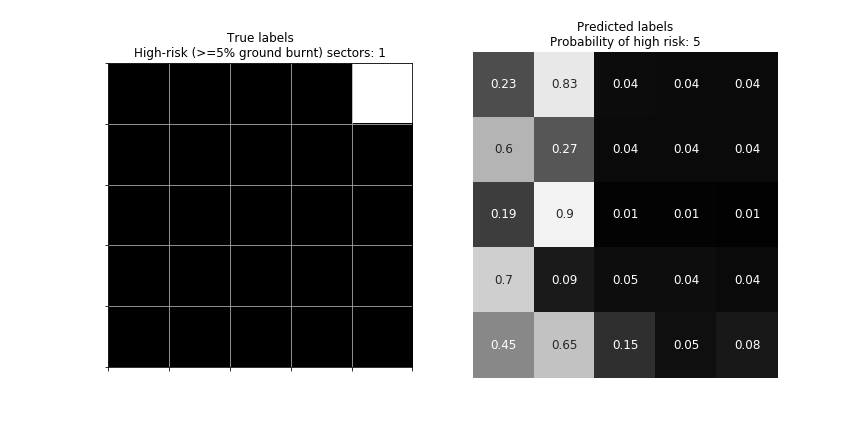 True labels
High-risk (>=5% ground burnt) sectors: 1
Predicted labels
Probability of high risk: 5
0.23 0.83 0.04 0.04 0.04
0.6 0.27 0.04 0.04 0.04
0.19 0.9 0.01 0.01 0.01
0.7 0.09 0.05 0.04 0.04
0.45 0.65 0.15 0.05 0.08